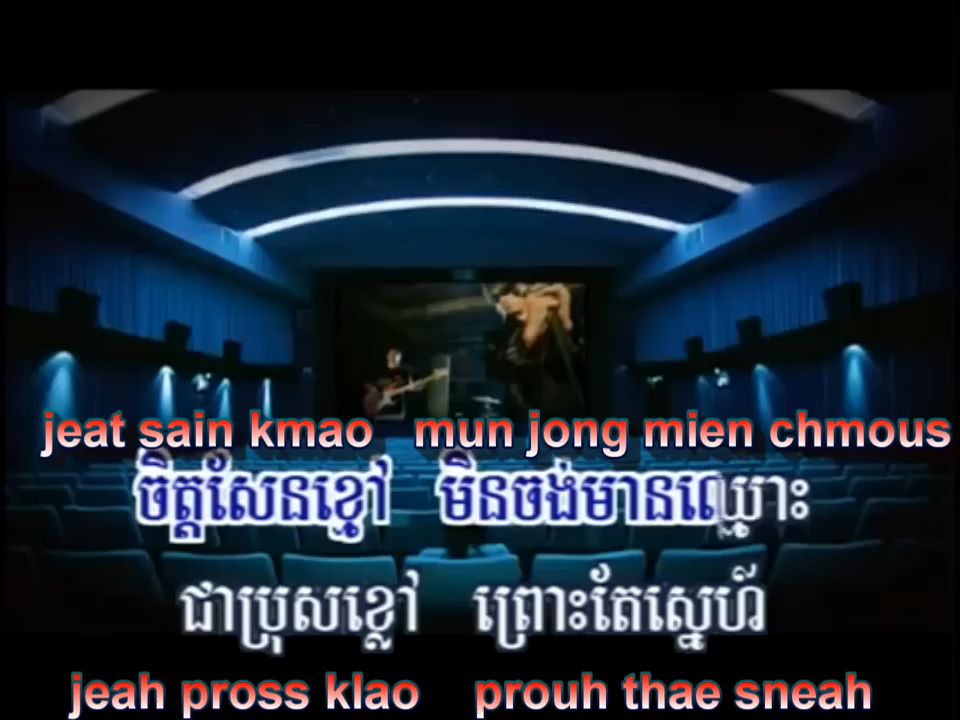 jeat sain kmao mun jong mien chmous
ចិត្តសែនខ្មៅ មិនចង់មានឈ្មោះ
ជាប្រុសខ្លៅ ព្រោះតែស្នេហ៍
jeah pross klao prouh thae sneah